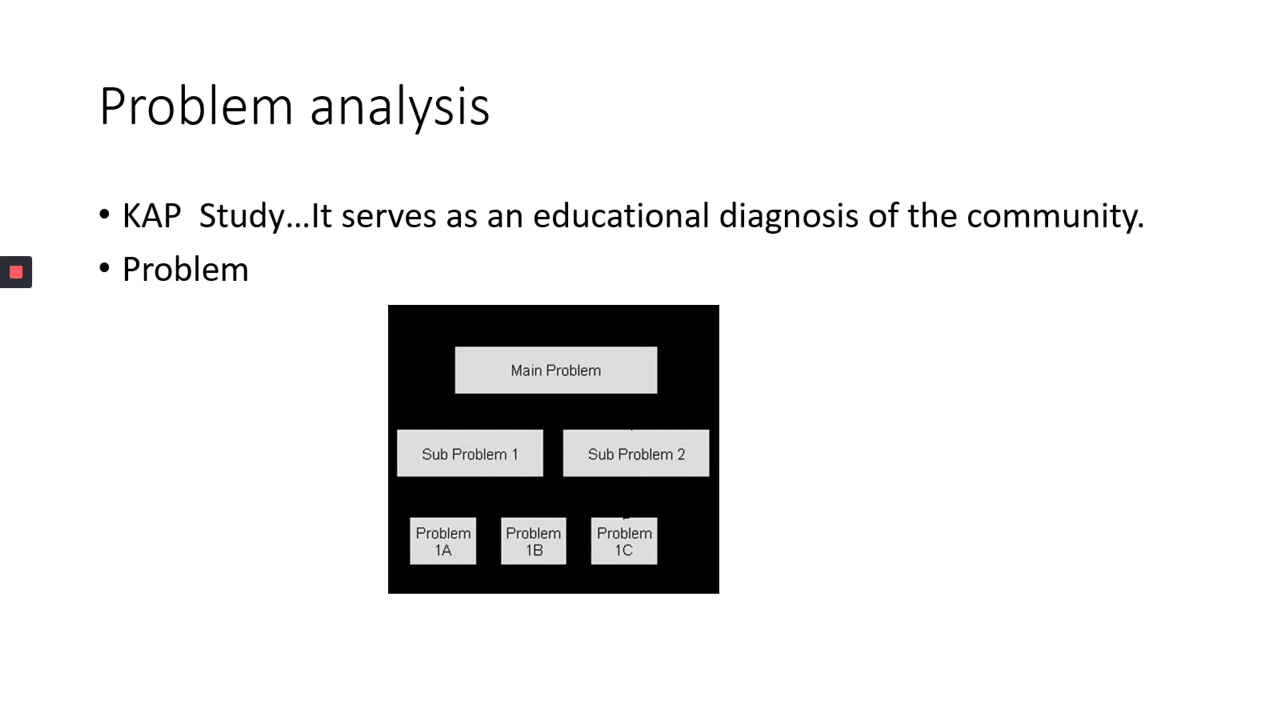 Problem analysis
• KAP  Study...It serves as an educational diagnosis of the community.
• Problem
Main Problem
Sub Problem 1
Sub Problem 2
Problem
1A
Problem
1B
Problem
1C